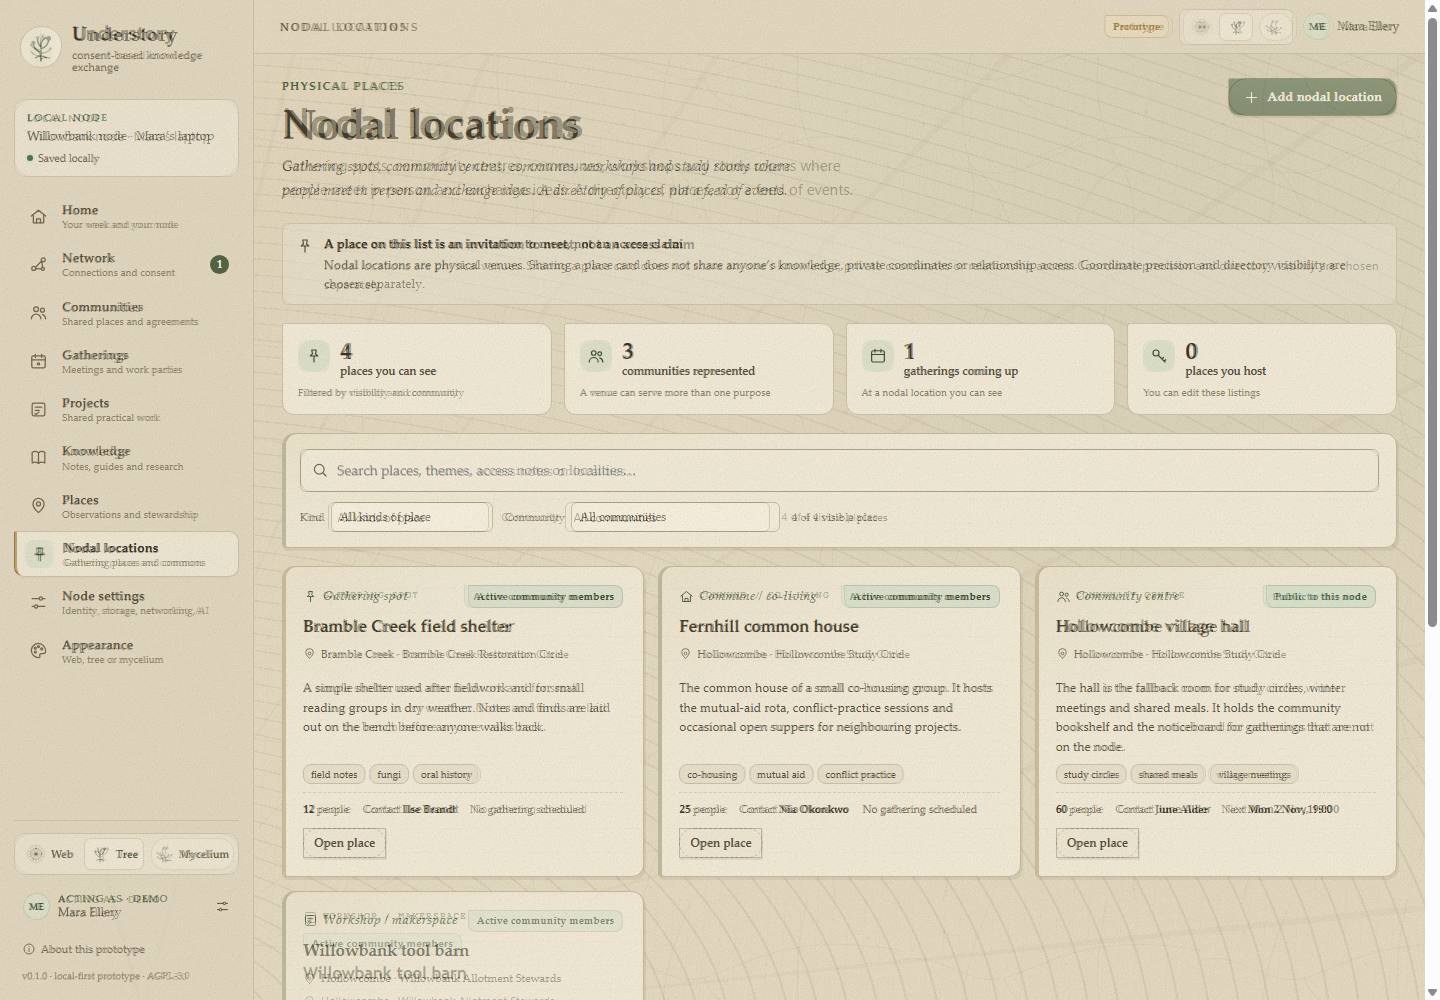 Understory
consent-based knowledge
exchange
LOCAL NODE
Willowbank node · Mara's laptop
Saved locally
Home
Your week and your node
Network
Connections and consent
1
Communities
Shared places and agreements
Gatherings
Meetings and work parties
Projects
Shared practical work
Knowledge
Notes, guides and research
Places
Observations and stewardship
Nodal locations
Gathering places and commons
Node settings
Identity, storage, networking, AI
Appearance
Web, tree or mycelium
Web
Tree
Mycelium
ME
ACTING AS · DEMO
Mara Ellery
About this prototype
v0.1.0 · local-first prototype · AGPL-3.0
NODAL LOCATIONS
Prototype
ME
Mara Ellery
PHYSICAL PLACES
Nodal locations
Add nodal location
Gathering spots, community centres, communes, workshops and study rooms where
people meet in person and exchange ideas. A directory of places, not a feed of events.
A place on this list is an invitation to meet, not an access claim
Nodal locations are physical venues. Sharing a place card does not share anyone's knowledge, private coordinates or relationship access. Coordinate precision and directory visibility are
chosen separately.
4
places you can see
Filtered by visibility and community
3
communities represented
A venue can serve more than one purpose
1
gatherings coming up
At a nodal location you can see
0
places you host
You can edit these listings
Search places, themes, access notes or localities…
Kind
All kinds of place
Community
All communities
4 of 4 visible places
Gathering spot
Active community members
Bramble Creek field shelter
Bramble Creek · Bramble Creek Restoration Circle
A simple shelter used after fieldwork and for small
reading groups in dry weather. Notes and finds are laid
out on the bench before anyone walks back.
field notes
fungi
oral history
12 people
Contact Ilse Brandt
No gathering scheduled
Open place
Commune / co-living
Active community members
Fernhill common house
Hollowcombe · Hollowcombe Study Circle
The common house of a small co-housing group. It hosts
the mutual-aid rota, conflict-practice sessions and
occasional open suppers for neighbouring projects.
co-housing
mutual aid
conflict practice
25 people
Contact Nia Okonkwo
No gathering scheduled
Open place
Community centre
Public to this node
Hollowcombe village hall
Hollowcombe · Hollowcombe Study Circle
The hall is the fallback room for study circles, winter
meetings and shared meals. It holds the community
bookshelf and the noticeboard for gatherings that are not
on the node.
study circles
shared meals
village meetings
60 people
Contact June Alder
Next Mon 2 Nov, 19:00
Open place
Workshop / makerspace
Active community members
Willowbank tool barn
Hollowcombe · Willowbank Allotment Stewards